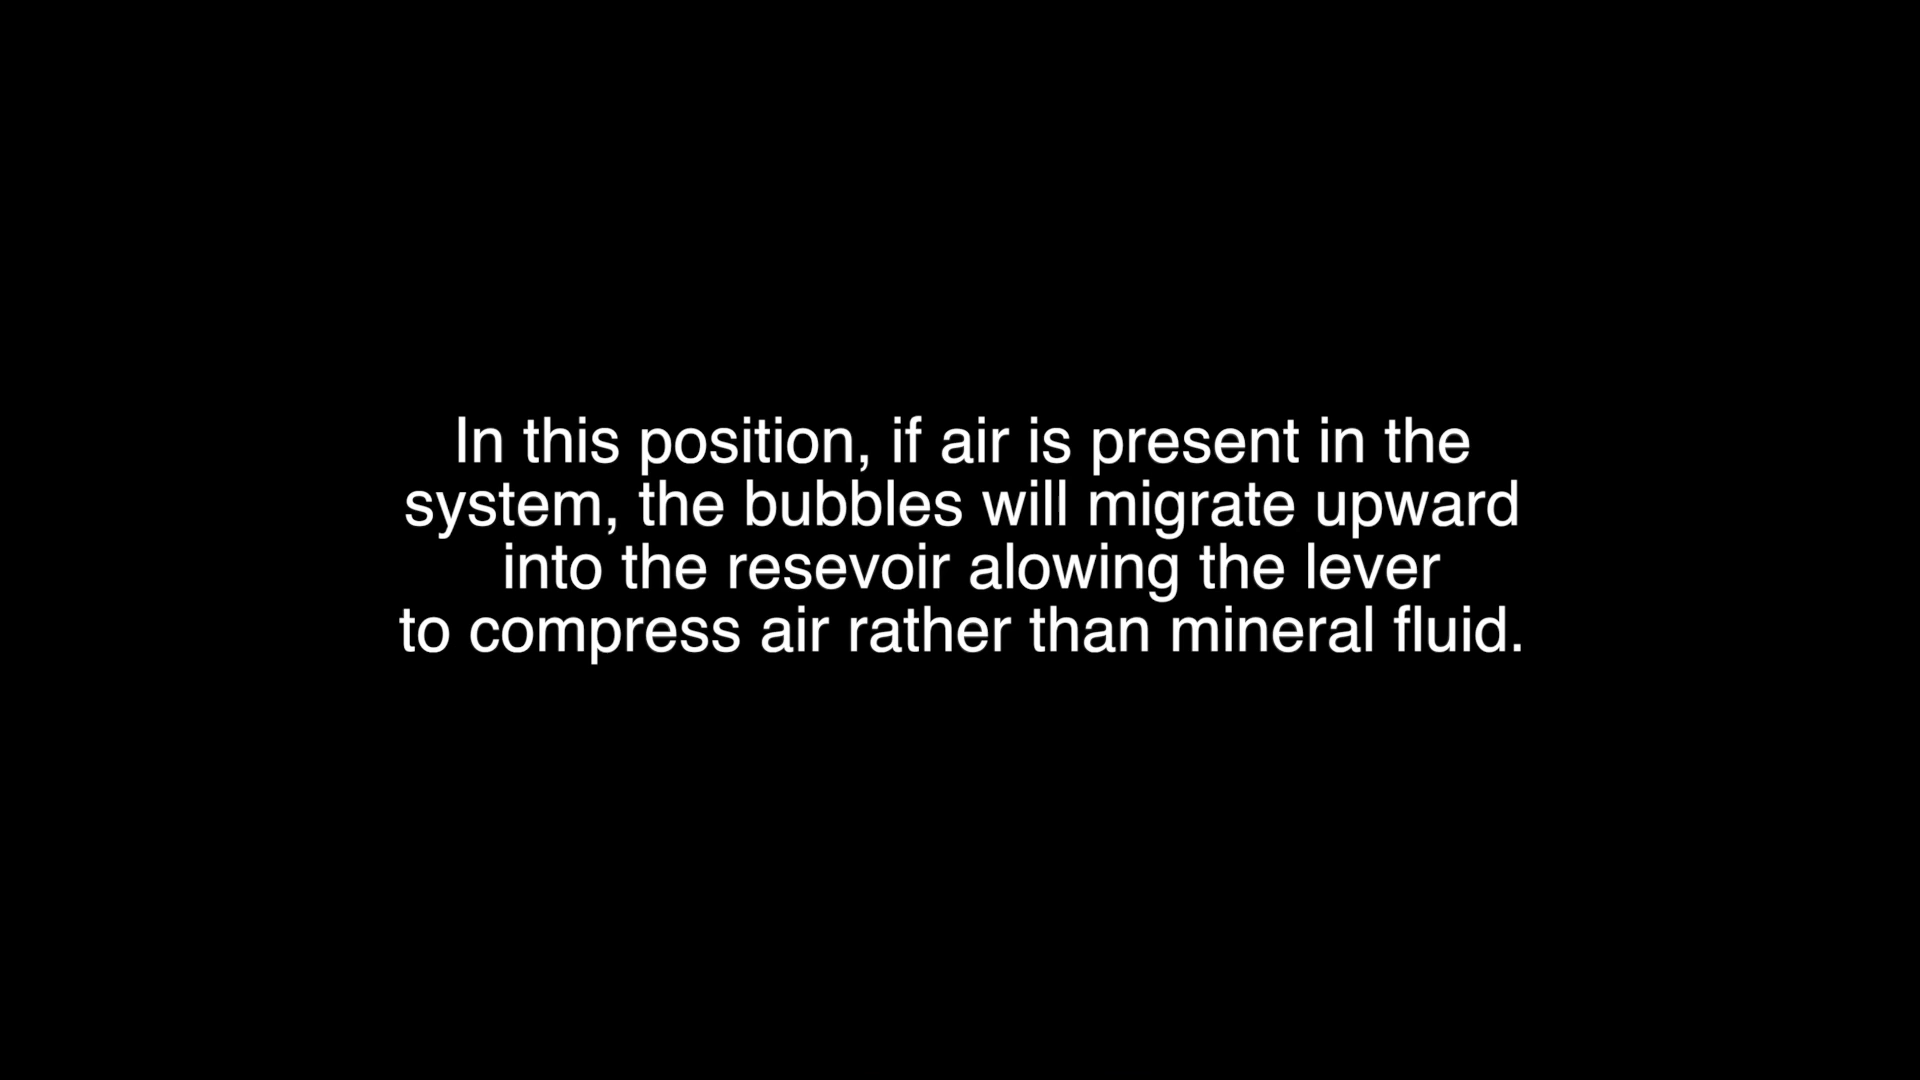 In this position, if air is present in the
system, the bubbles will migrate upward
into the resevoir alowing the lever
to compress air rather than mineral fluid.